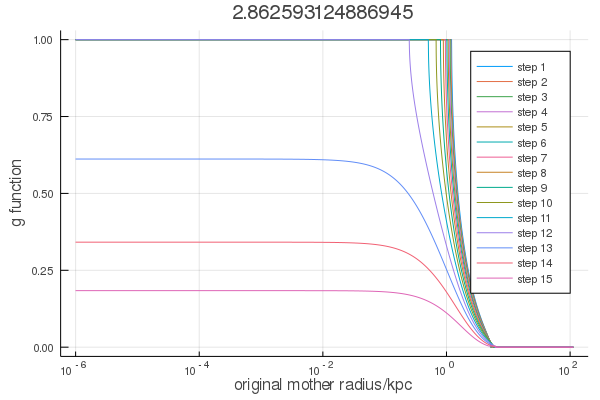 2.862593124886945
1.00
0.75
0.50
0.25
0.00
g function
10⁻⁶
10⁻⁴
10⁻²
10⁰
10²
original mother radius/kpc
step 1
step 2
step 3
step 4
step 5
step 6
step 7
step 8
step 9
step 10
step 11
step 12
step 13
step 14
step 15